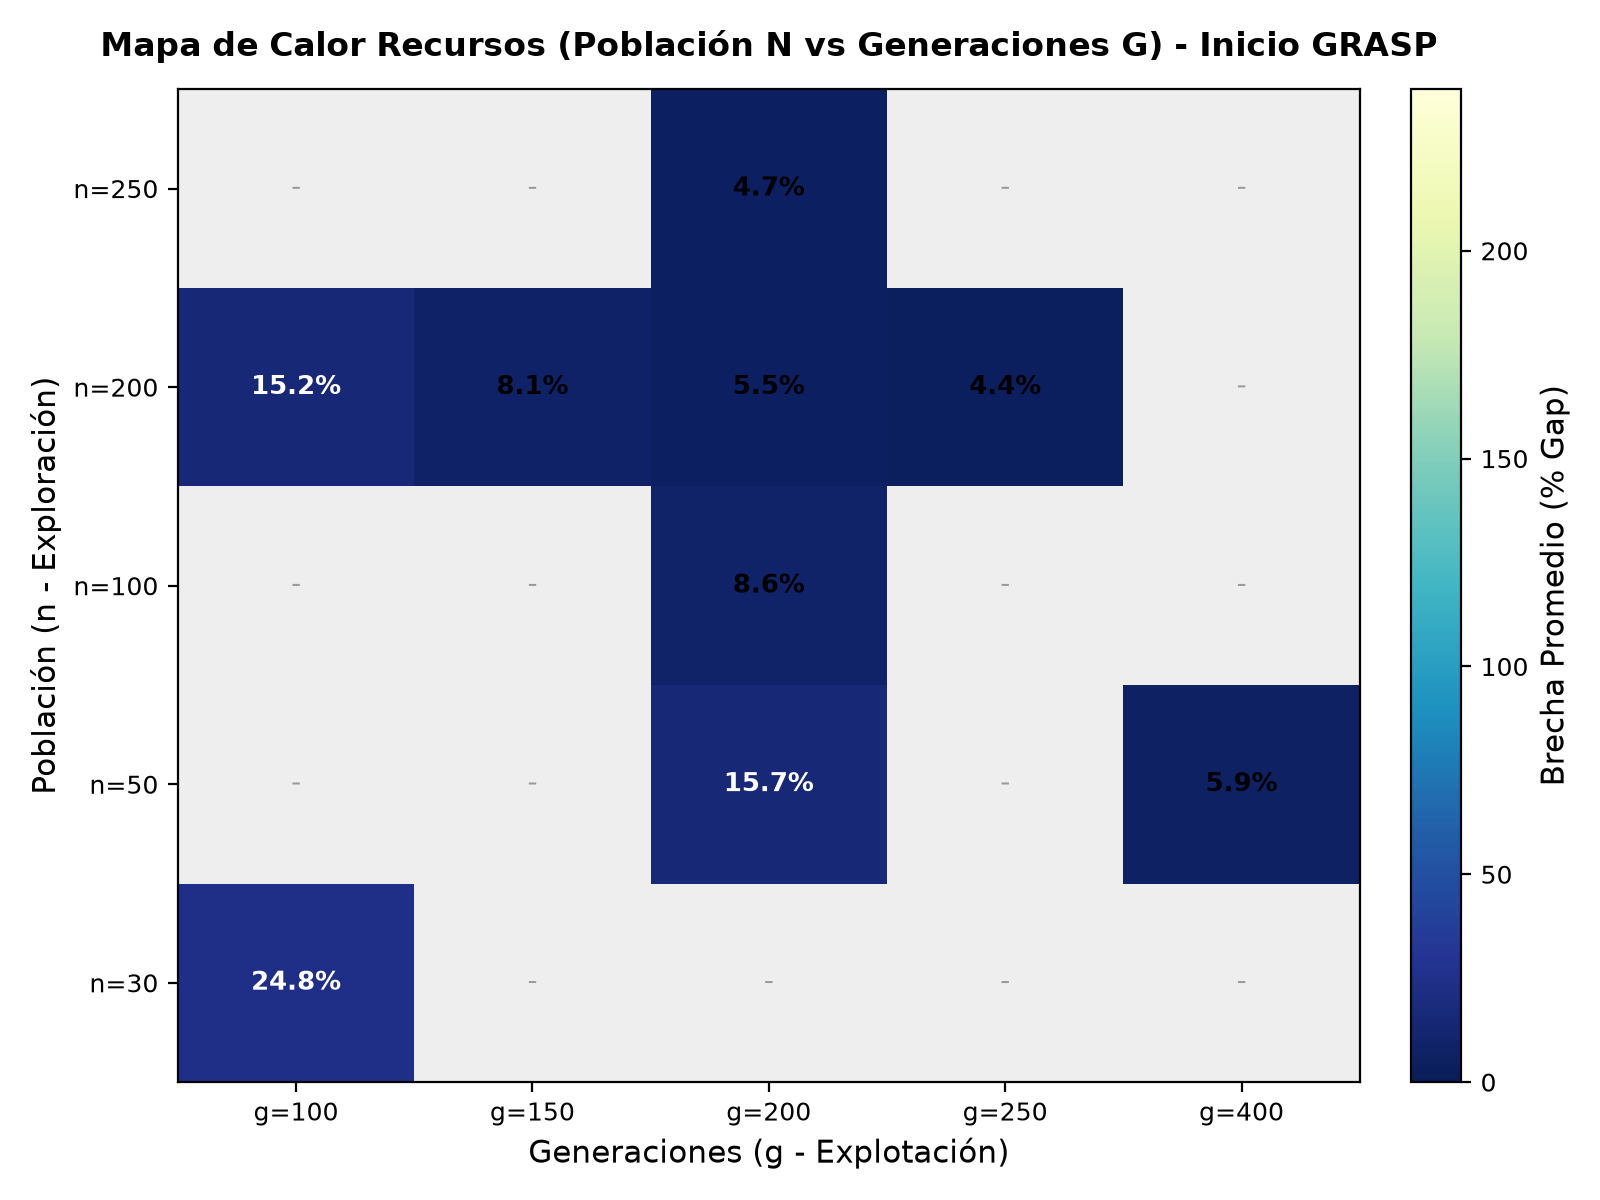 Mapa de Calor Recursos (Población N vs Generaciones G) - Inicio GRASP
Población (n - Exploración)
n=250 - - 4.7% - -
n=200 15.2% 8.1% 5.5% 4.4% -
n=100 - - 8.6% - -
n=50 - - 15.7% - 5.9%
n=30 24.8% - - - -
g=100 g=150 g=200 g=250 g=400
Generaciones (g - Explotación)
200
150
100
50
0
Brecha Promedio (% Gap)